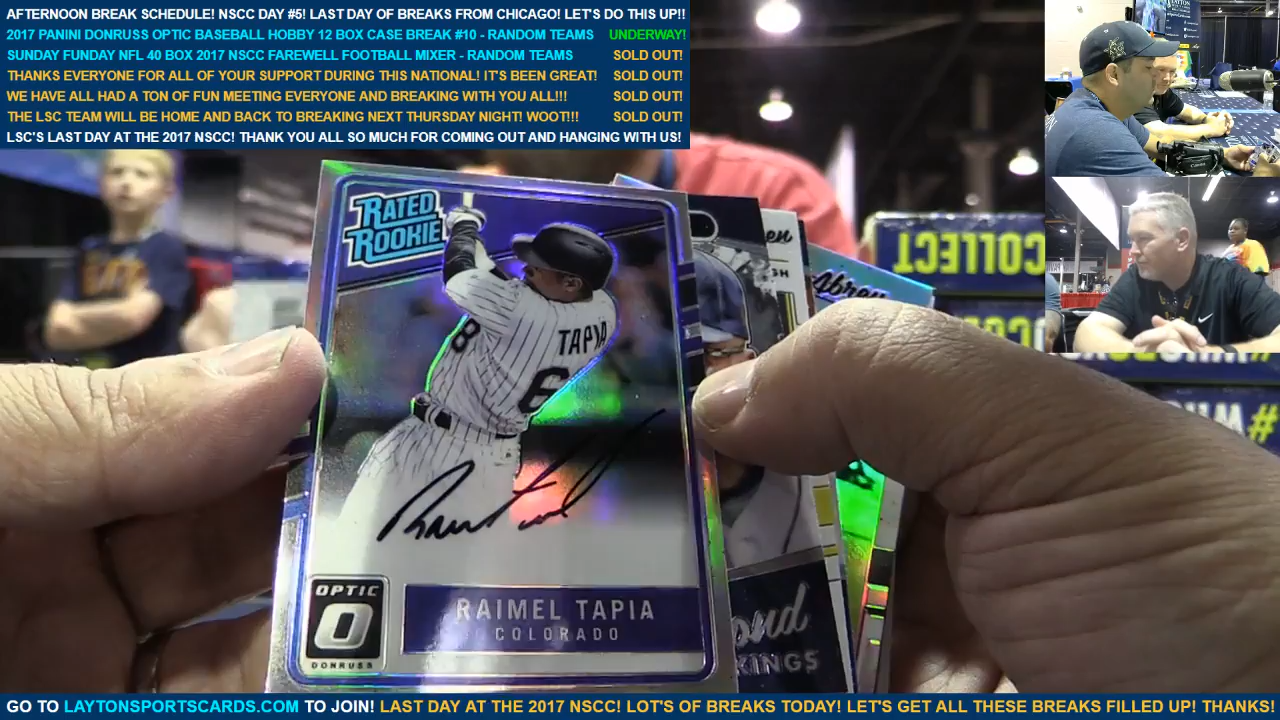 AFTERNOON BREAK SCHEDULE! NSCC DAY #5! LAST DAY OF BREAKS FROM CHICAGO! LET'S DO THIS UP!!
2017 PANINI DONRUSS OPTIC BASEBALL HOBBY 12 BOX CASE BREAK #10 - RANDOM TEAMS UNDERWAY!
SUNDAY FUNDAY NFL 40 BOX 2017 NSCC FAREWELL FOOTBALL MIXER - RANDOM TEAMS SOLD OUT!
THANKS EVERYONE FOR ALL OF YOUR SUPPORT DURING THIS NATIONAL! IT'S BEEN GREAT! SOLD OUT!
WE HAVE ALL HAD A TON OF FUN MEETING EVERYONE AND BREAKING WITH YOU ALL!!! SOLD OUT!
THE LSC TEAM WILL BE HOME AND BACK TO BREAKING NEXT THURSDAY NIGHT! WOOT!!! SOLD OUT!
LSC'S LAST DAY AT THE 2017 NSCC! THANK YOU ALL SO MUCH FOR COMING OUT AND HANGING WITH US!
RATED
ROOKIE
TAPIA
6
8
OPTIC
O
DONRUSS
RAIMEL TAPIA
COLORADO
ond
KINGS
COLLECT
GO TO LAYTONSPORTSCARDS.COM TO JOIN! LAST DAY AT THE 2017 NSCC! LOT'S OF BREAKS TODAY! LET'S GET ALL THESE BREAKS FILLED UP! THANKS!